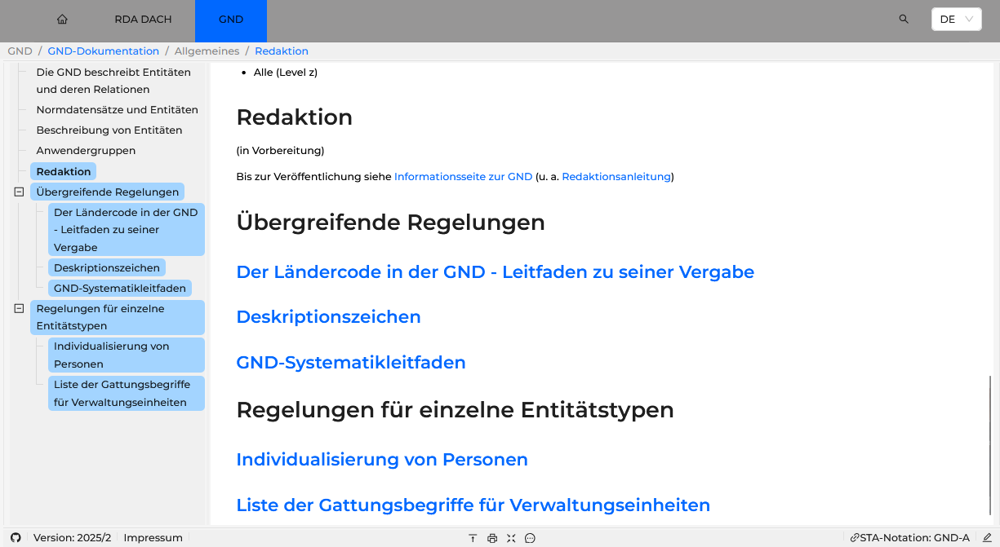 RDA DACH
GND
DE
GND / GND-Dokumentation / Allgemeines / Redaktion
Die GND beschreibt Entitäten
und deren Relationen
Normdatensätze und Entitäten
Beschreibung von Entitäten
Anwendergruppen
Redaktion
Übergreifende Regelungen
Der Ländercode in der GND
- Leitfaden zu seiner
Vergabe
Deskriptionszeichen
GND-Systematikleitfaden
Regelungen für einzelne
Entitätstypen
Individualisierung von
Personen
Liste der Gattungsbegriffe
für Verwaltungseinheiten
• Alle (Level z)
Redaktion
(in Vorbereitung)
Bis zur Veröffentlichung siehe Informationsseite zur GND (u. a. Redaktionsanleitung)
Übergreifende Regelungen
Der Ländercode in der GND - Leitfaden zu seiner Vergabe
Deskriptionszeichen
GND-Systematikleitfaden
Regelungen für einzelne Entitätstypen
Individualisierung von Personen
Liste der Gattungsbegriffe für Verwaltungseinheiten
Version: 2025/2
Impressum
STA-Notation: GND-A